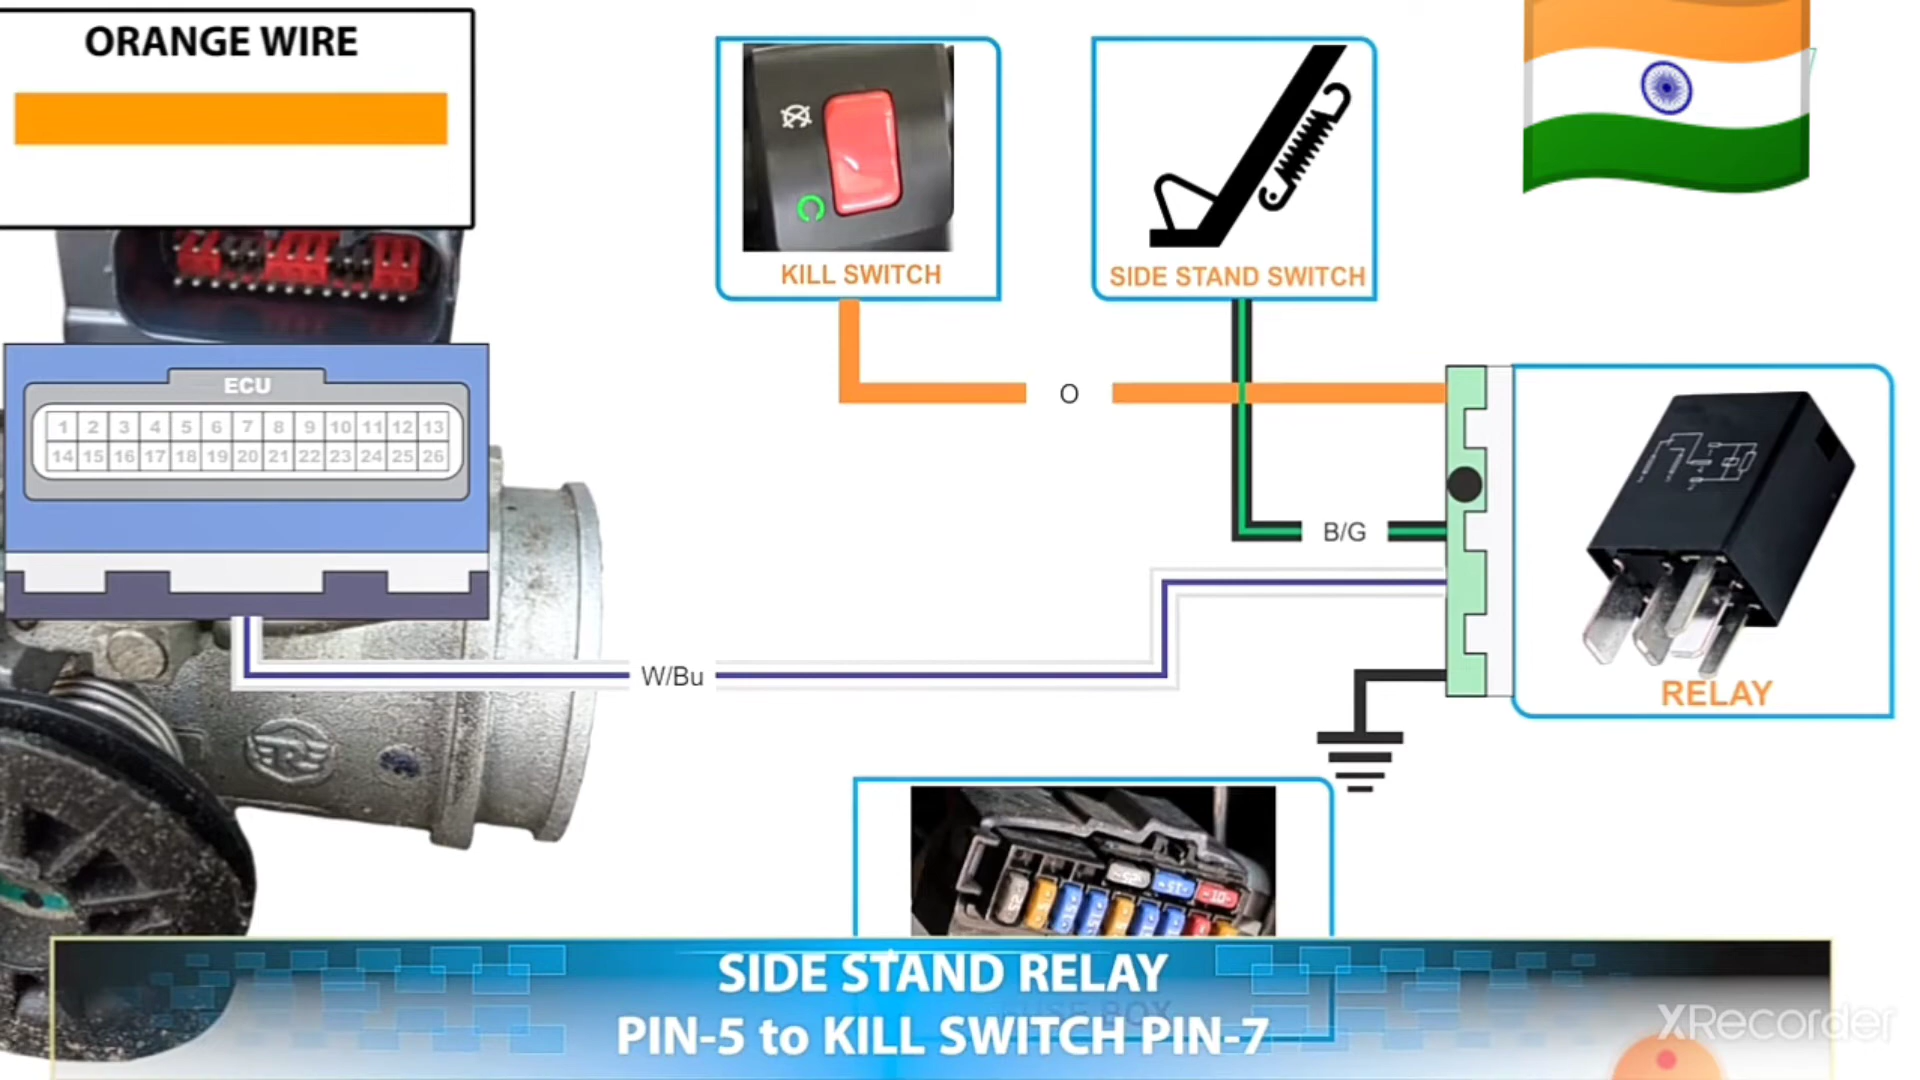 ORANGE WIRE
KILL SWITCH
SIDE STAND SWITCH
O
ECU
1 2 3 4 5 6 7 8 9 10 11 12 13
14 15 16 17 18 19 20 21 22 23 24 25 26
B/G
W/Bu
RELAY
FUSE BOX
SIDE STAND RELAY
PIN-5 to KILL SWITCH PIN-7
XRecorder